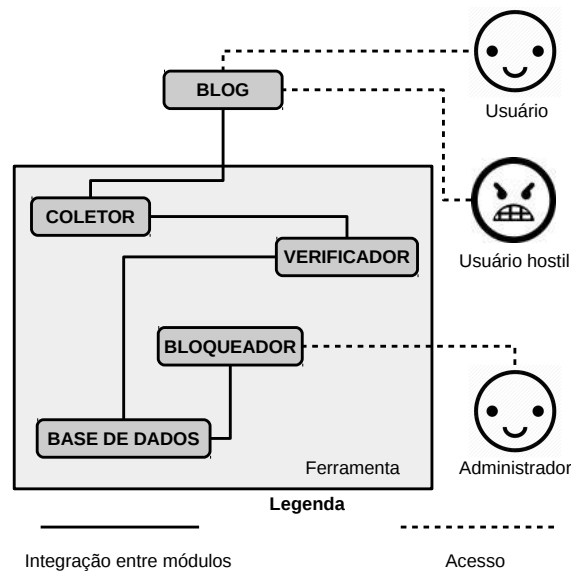 BLOG
Usuário
COLETOR
VERIFICADOR
Usuário hostil
BLOQUEADOR
BASE DE DADOS
Ferramenta
Administrador
Legenda
Integração entre módulos
Acesso